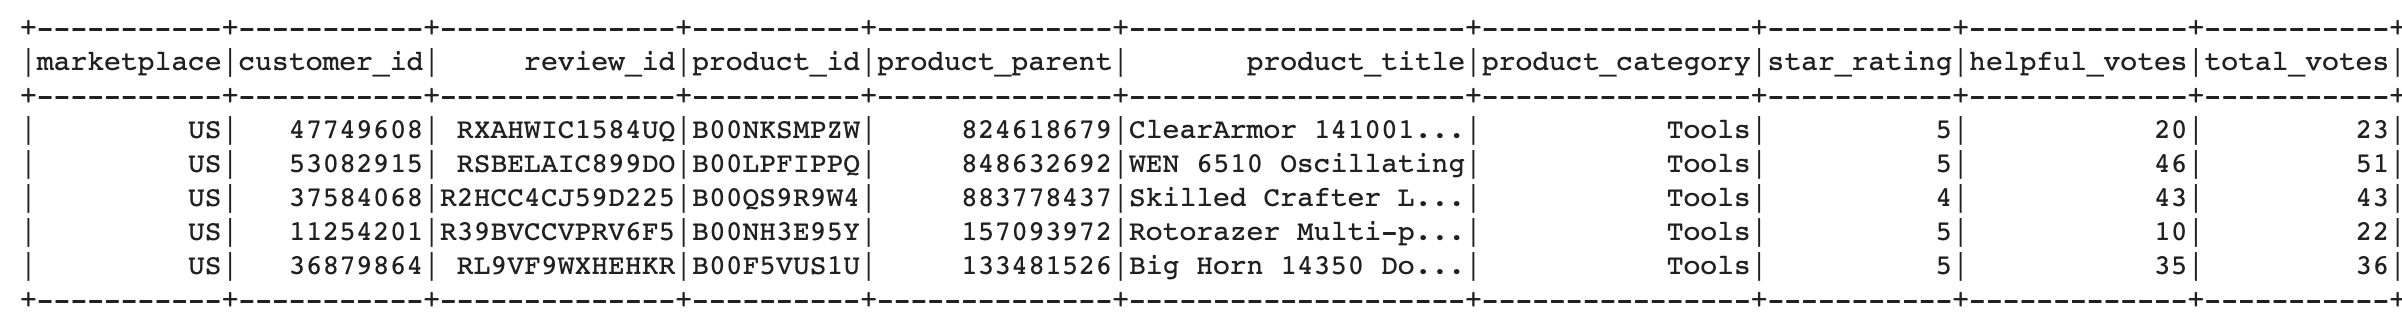 +-----------+-----------+--------------+----------+--------------+--------------------+----------------+-----------+-------------+-----------+
|marketplace|customer_id|     review_id|product_id|product_parent|       product_title|product_category|star_rating|helpful_votes|total_votes|
+-----------+-----------+--------------+----------+--------------+--------------------+----------------+-----------+-------------+-----------+
|         US|   47749608| RXAHWIC1584UQ|B00NKSMPZW|     824618679|ClearArmor 141001...|           Tools|          5|           20|         23|
|         US|   53082915| RSBELAIC899DO|B00LPFIPPQ|     848632692|WEN 6510 Oscillating|           Tools|          5|           46|         51|
|         US|   37584068|R2HCC4CJ59D225|B00QS9R9W4|     883778437|Skilled Crafter L...|           Tools|          4|           43|         43|
|         US|   11254201|R39BVCCVPRV6F5|B00NH3E95Y|     157093972|Rotorazer Multi-p...|           Tools|          5|           10|         22|
|         US|   36879864| RL9VF9WXHEHKR|B00F5VUS1U|     133481526|Big Horn 14350 Do...|           Tools|          5|           35|         36|
+-----------+-----------+--------------+----------+--------------+--------------------+----------------+-----------+-------------+-----------+